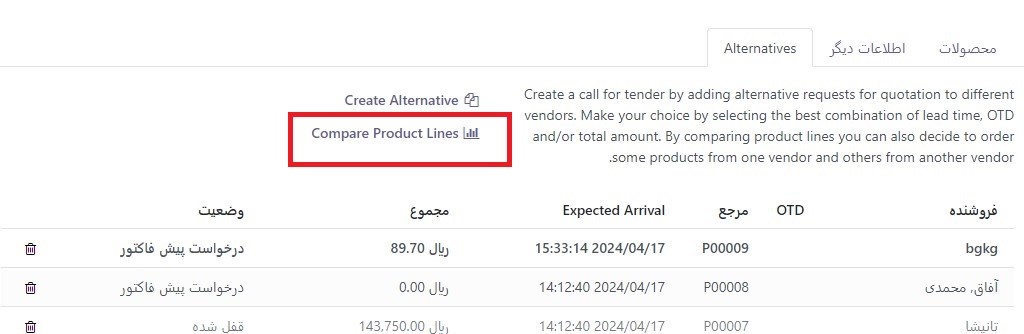 محصولات
اطلاعات دیگر
Alternatives
Create a call for tender by adding alternative requests for quotation to different
vendors. Make your choice by selecting the best combination of lead time, OTD
and/or total amount. By comparing product lines you can also decide to order
some products from one vendor and others from another vendor.
Create Alternative
Compare Product Lines
فروشنده OTD مرجع Expected Arrival مجموع وضعیت
bgkg P00009 15:33:14 2024/04/17 89.70 ریال درخواست پیش فاکتور
آفاق, محمدی P00008 14:12:40 2024/04/17 0.00 ریال درخواست پیش فاکتور
تانیشا P00007 14:12:40 2024/04/17 143,750.00 ریال قفل شده